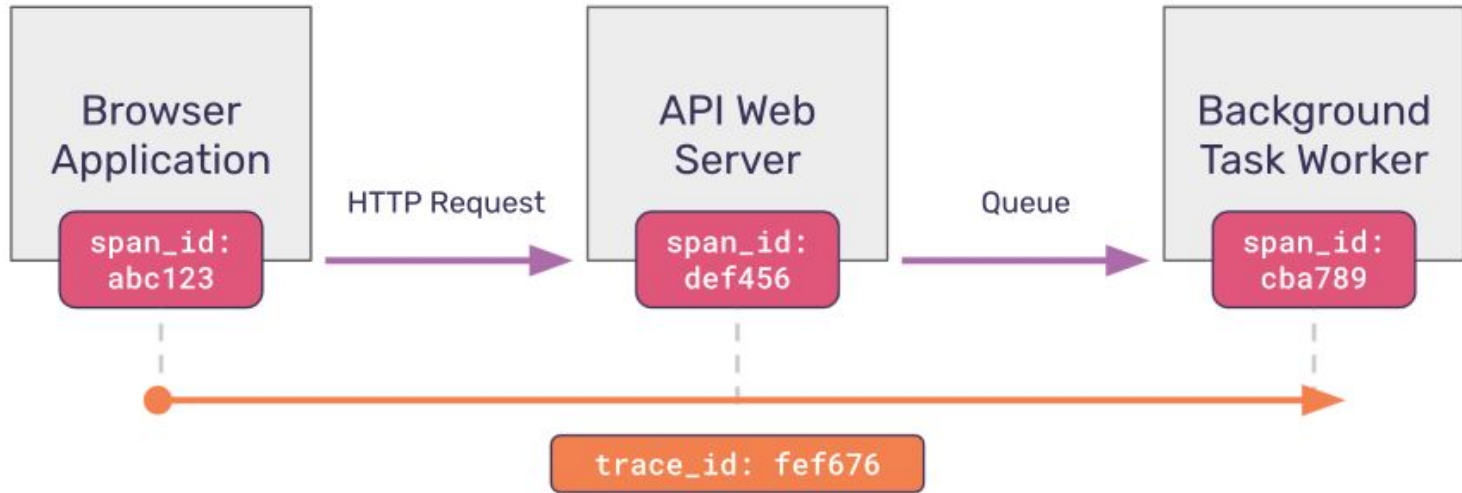 Browser
Application
span_id:
abc123
HTTP Request
API Web
Server
span_id:
def456
Queue
Background
Task Worker
span_id:
cba789
trace_id: fef676